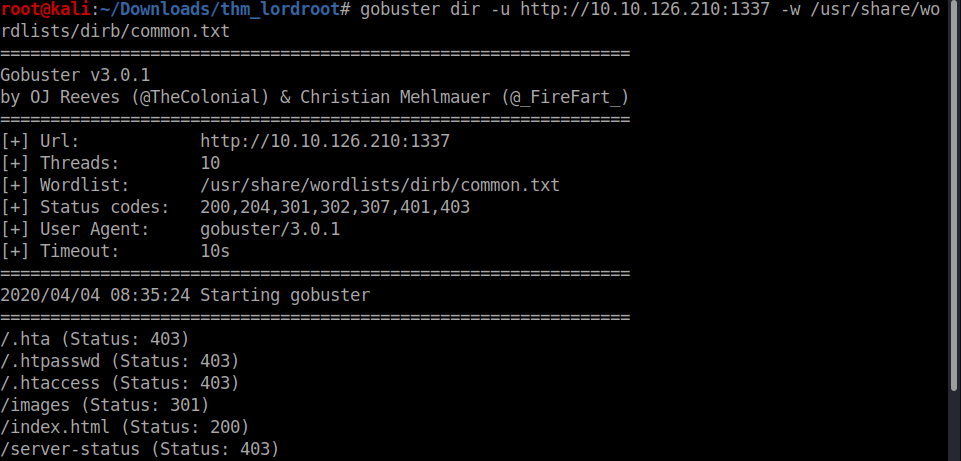 root@kali:~/Downloads/thm_lordroot# gobuster dir -u http://10.10.126.210:1337 -w /usr/share/wo
rdlists/dirb/common.txt
===============================================================
Gobuster v3.0.1
by OJ Reeves (@TheColonial) & Christian Mehlmauer (@_FireFart_)
===============================================================
[+] Url:            http://10.10.126.210:1337
[+] Threads:        10
[+] Wordlist:       /usr/share/wordlists/dirb/common.txt
[+] Status codes:   200,204,301,302,307,401,403
[+] User Agent:     gobuster/3.0.1
[+] Timeout:        10s
===============================================================
2020/04/04 08:35:24 Starting gobuster
===============================================================
/.hta (Status: 403)
/.htpasswd (Status: 403)
/.htaccess (Status: 403)
/images (Status: 301)
/index.html (Status: 200)
/server-status (Status: 403)